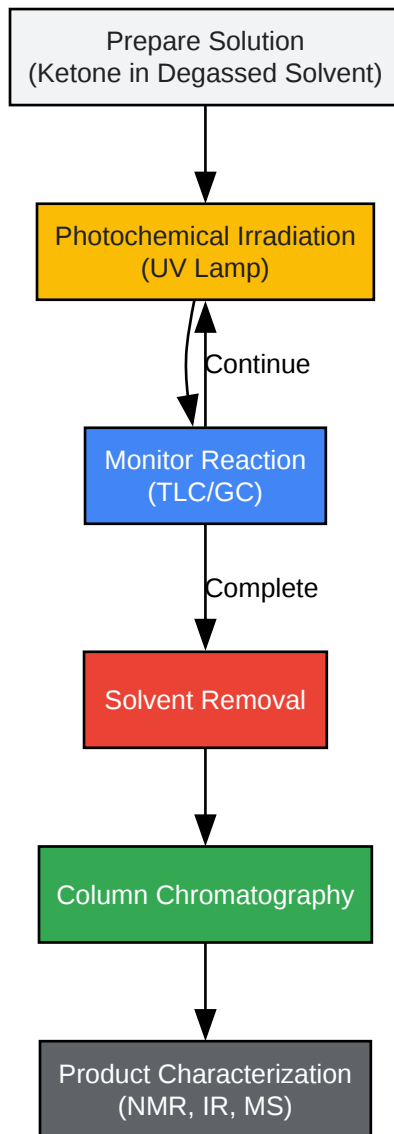 Prepare Solution
(Ketone in Degassed Solvent)
Photochemical Irradiation
(UV Lamp)
Continue
Monitor Reaction
(TLC/GC)
Complete
Solvent Removal
Column Chromatography
Product Characterization
(NMR, IR, MS)